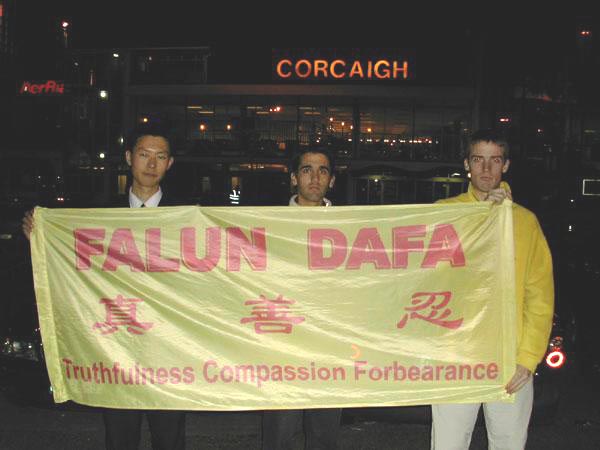 CORCAIGH
FALUN DAFA
真 善 忍
Truthfulness Compassion Forbearance